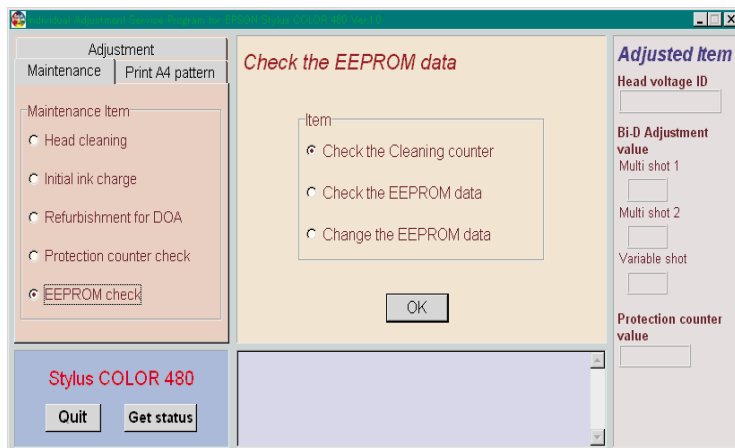 Individual Adjustment Service Program for EPSON Stylus COLOR 480 Ver.1.0
Adjustment
Maintenance
Print A4 pattern
Maintenance Item
Head cleaning
Initial ink charge
Refurbishment for DOA
Protection counter check
EEPROM check
Stylus COLOR 480
Quit
Get status
Check the EEPROM data
Item
Check the Cleaning counter
Check the EEPROM data
Change the EEPROM data
OK
Adjusted Item
Head voltage ID
Bi-D Adjustment
value
Multi shot 1
Multi shot 2
Variable shot
Protection counter
value